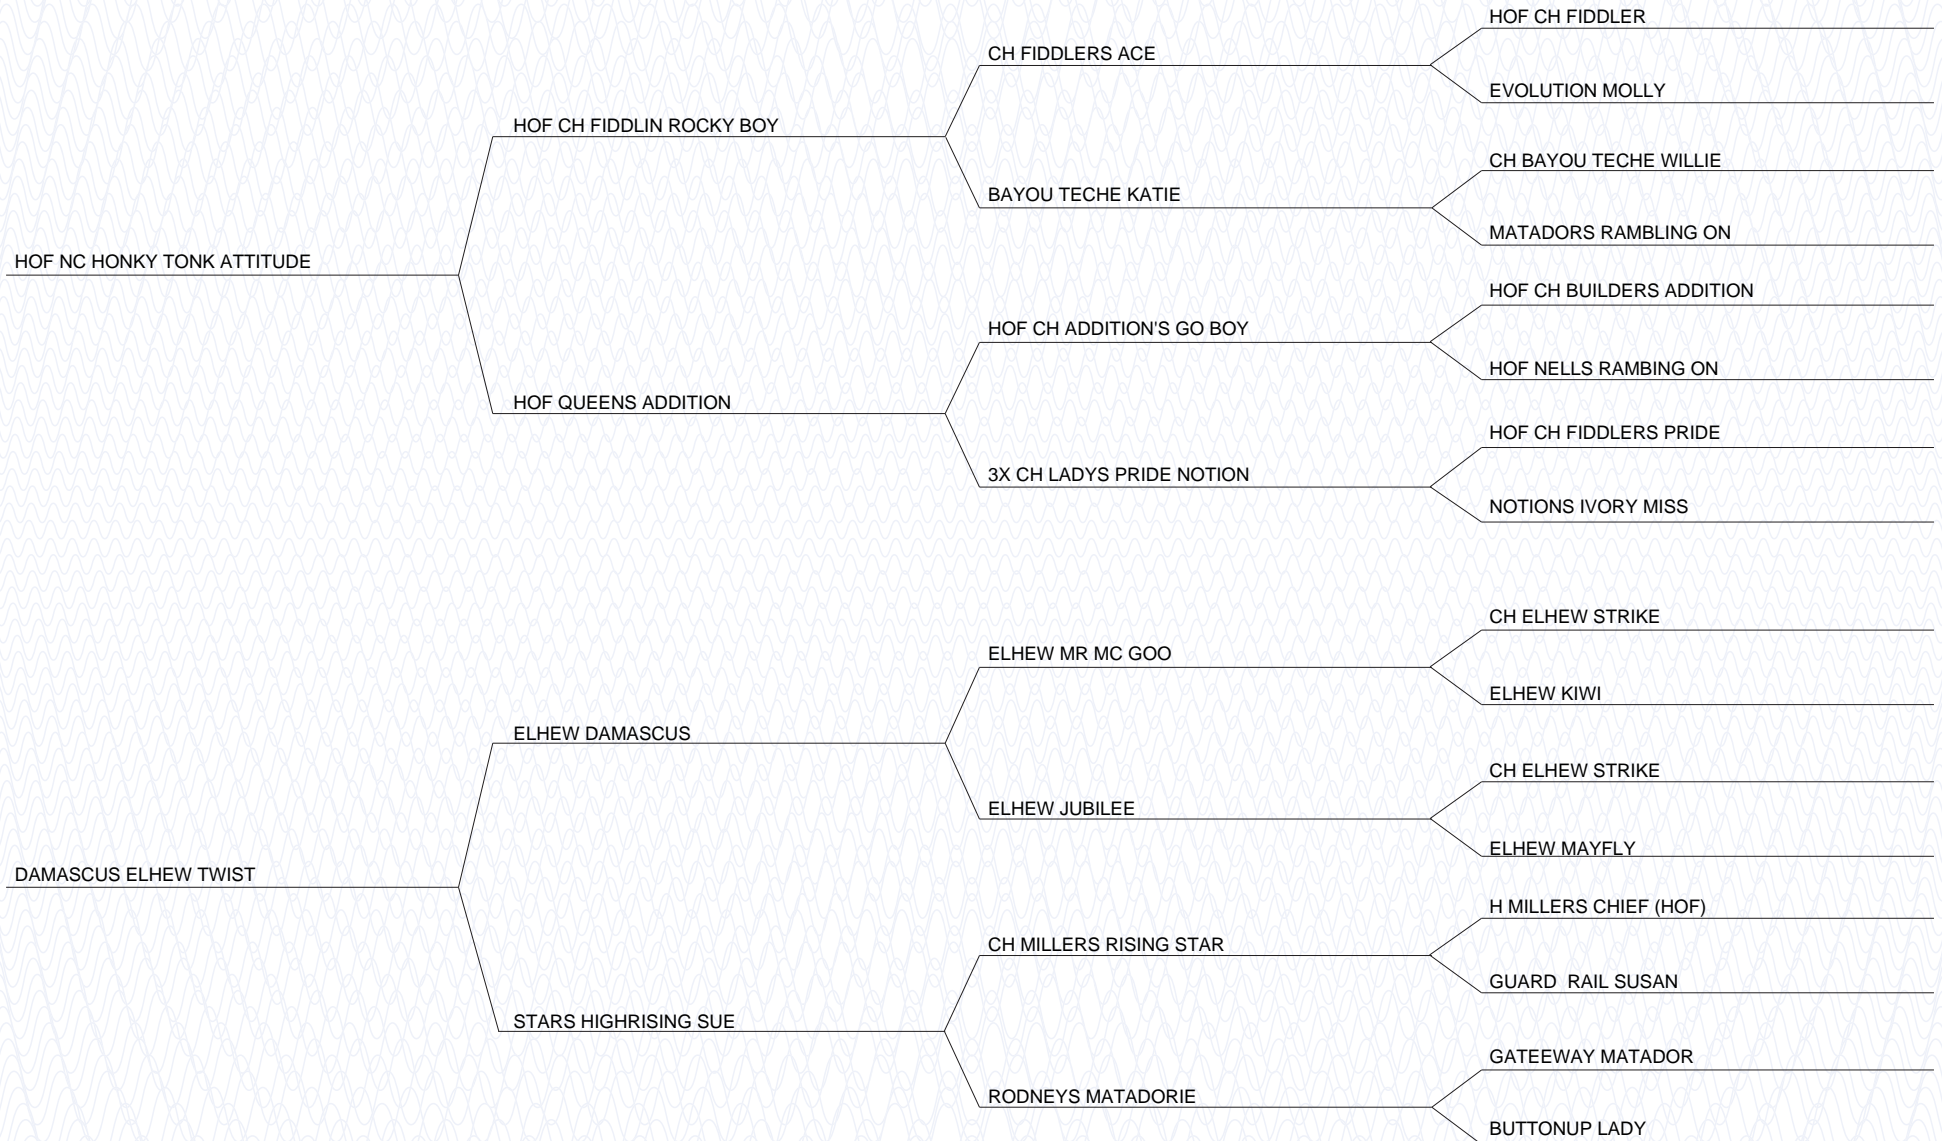 HOF CH FIDDLER
CH FIDDLERS ACE
EVOLUTION MOLLY
HOF CH FIDDLIN ROCKY BOY
CH BAYOU TECHE WILLIE
BAYOU TECHE KATIE
MATADORS RAMBLING ON
HOF NC HONKY TONK ATTITUDE
HOF CH BUILDERS ADDITION
HOF CH ADDITION'S GO BOY
HOF NELLS RAMBING ON
HOF QUEENS ADDITION
HOF CH FIDDLERS PRIDE
3X CH LADYS PRIDE NOTION
NOTIONS IVORY MISS
CH ELHEW STRIKE
ELHEW MR MC GOO
ELHEW KIWI
ELHEW DAMASCUS
CH ELHEW STRIKE
ELHEW JUBILEE
ELHEW MAYFLY
DAMASCUS ELHEW TWIST
H MILLERS CHIEF (HOF)
CH MILLERS RISING STAR
GUARD  RAIL SUSAN
STARS HIGHRISING SUE
GATEEWAY MATADOR
RODNEYS MATADORIE
BUTTONUP LADY